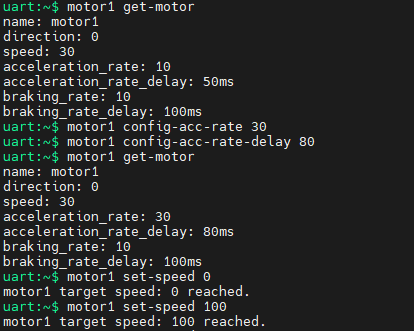 uart:~$ motor1 get-motor
name: motor1
direction: 0
speed: 30
acceleration_rate: 10
acceleration_rate_delay: 50ms
braking_rate: 10
braking_rate_delay: 100ms
uart:~$ motor1 config-acc-rate 30
uart:~$ motor1 config-acc-rate-delay 80
uart:~$ motor1 get-motor
name: motor1
direction: 0
speed: 30
acceleration_rate: 30
acceleration_rate_delay: 80ms
braking_rate: 10
braking_rate_delay: 100ms
uart:~$ motor1 set-speed 0
motor1 target speed: 0 reached.
uart:~$ motor1 set-speed 100
motor1 target speed: 100 reached.